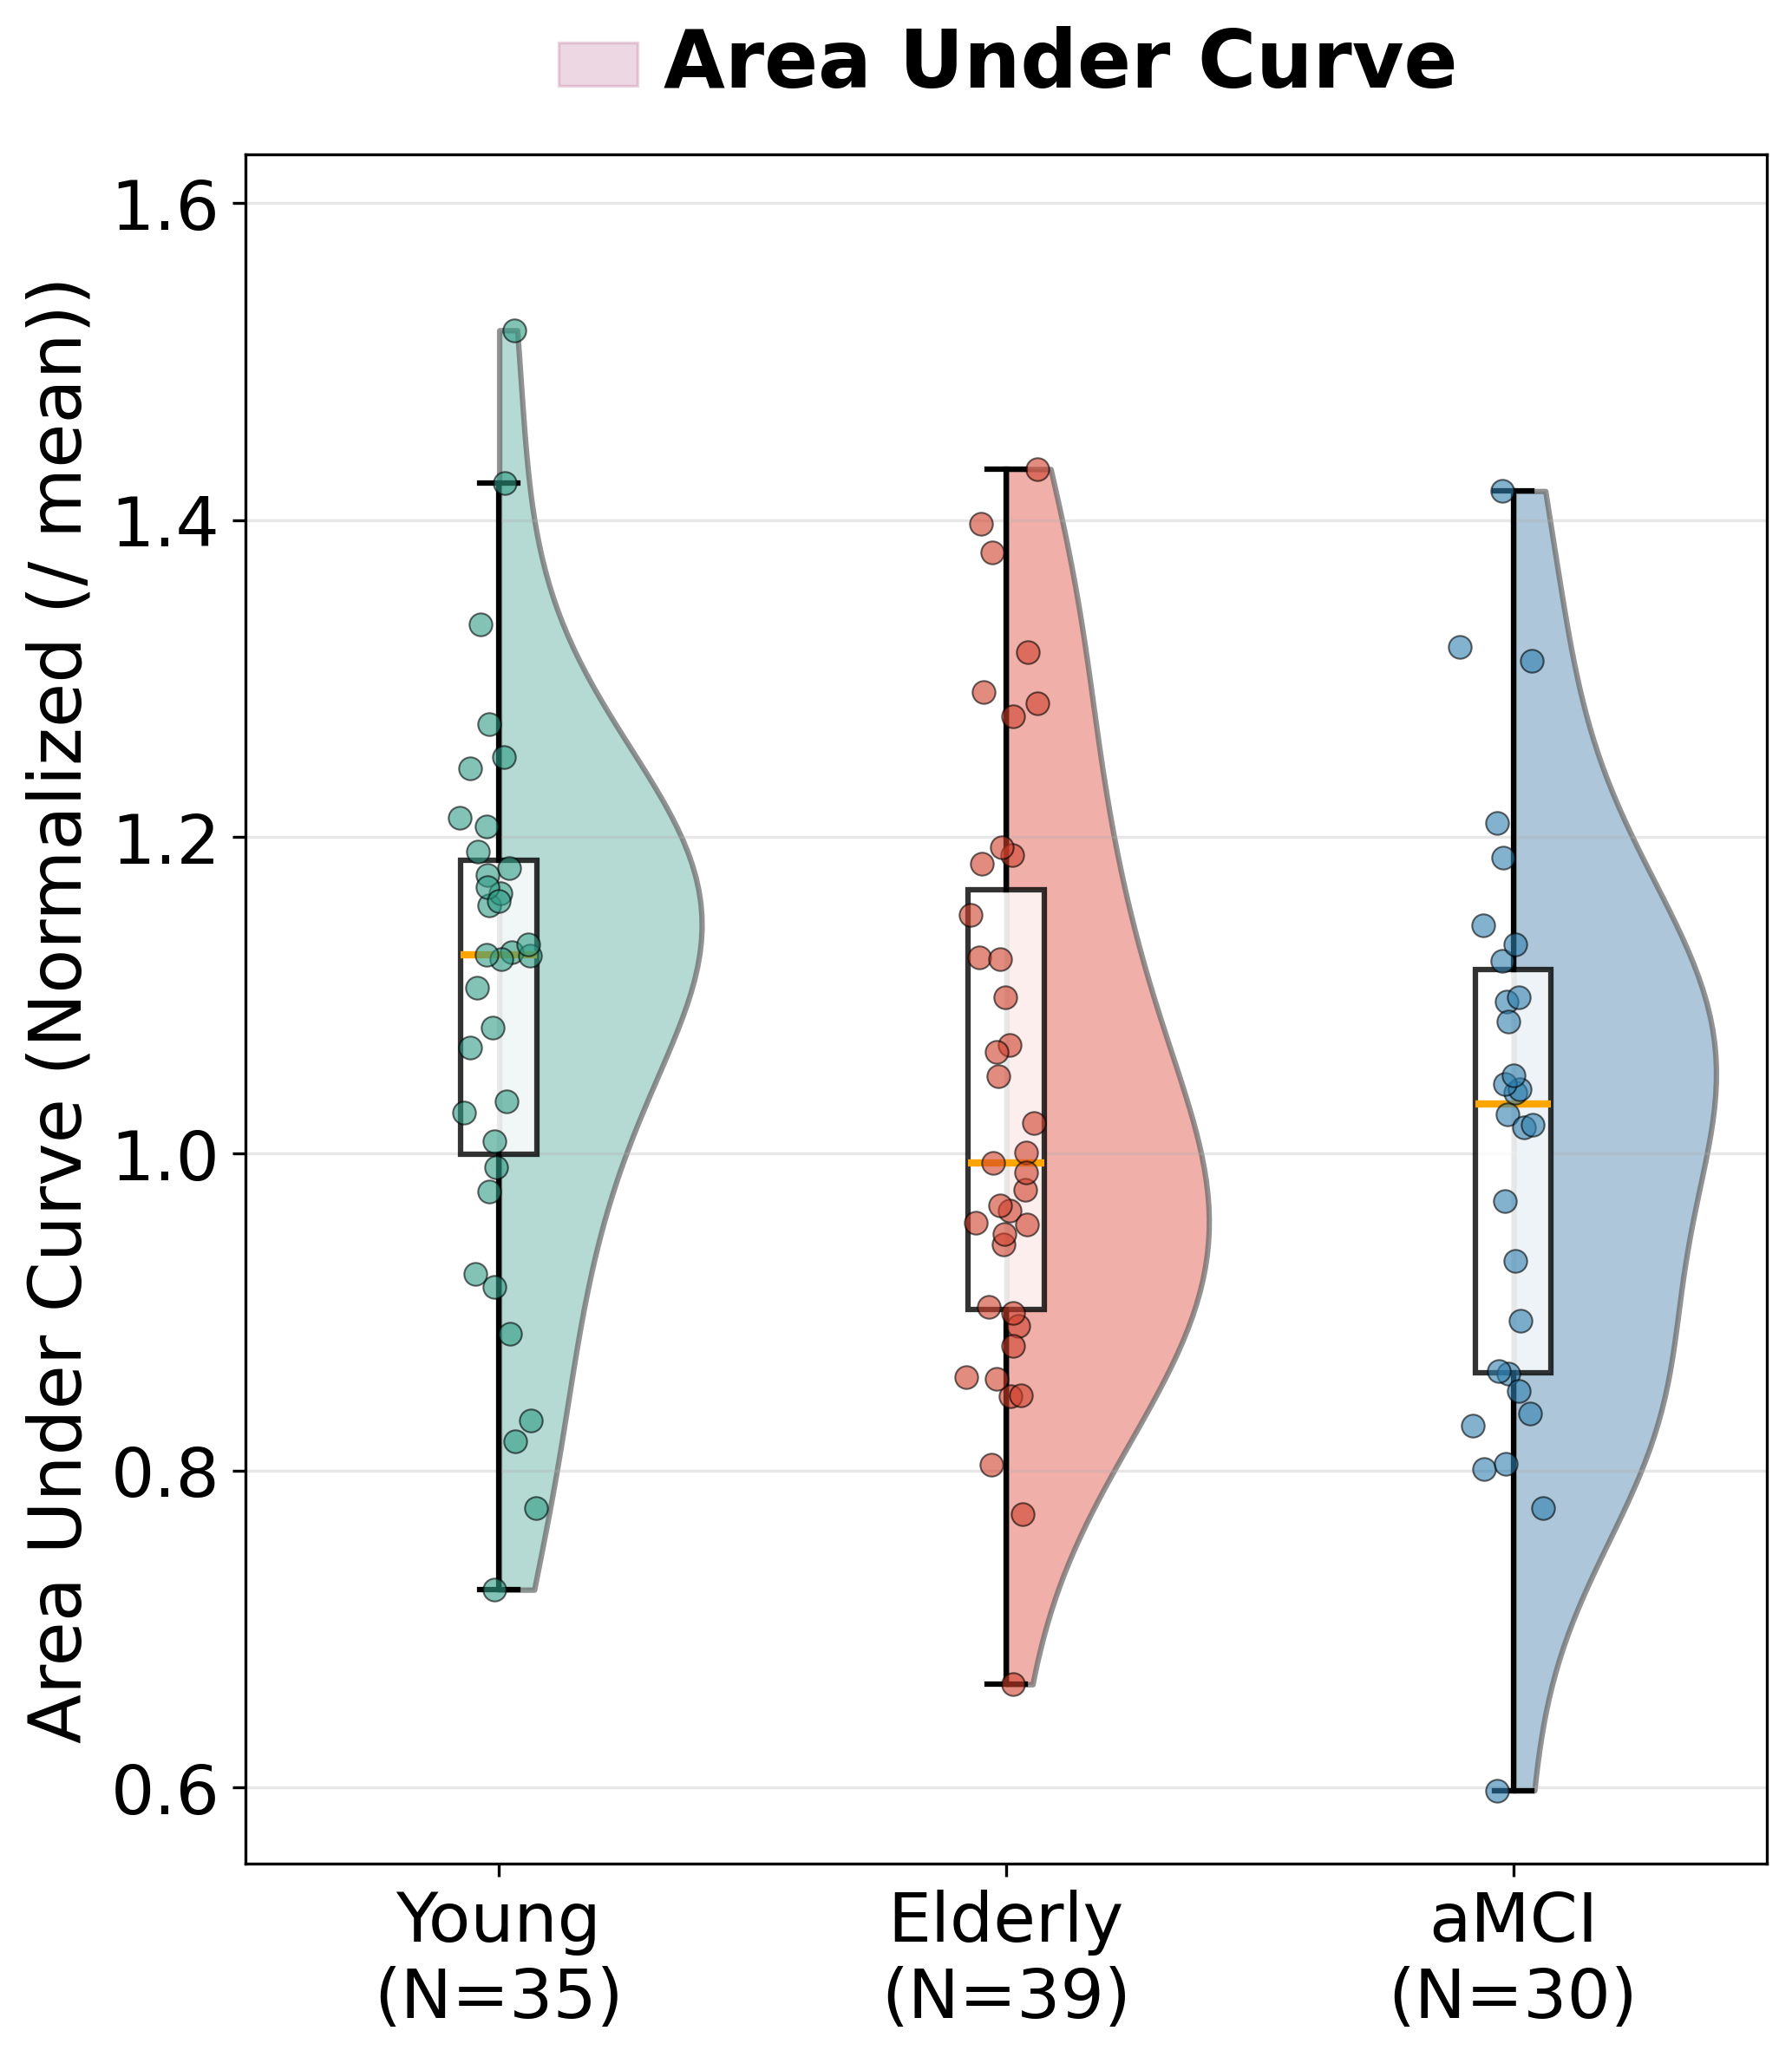 Area Under Curve
Area Under Curve (Normalized (/ mean))
1.6
1.4
1.2
1.0
0.8
0.6
Young
(N=35)
Elderly
(N=39)
aMCI
(N=30)